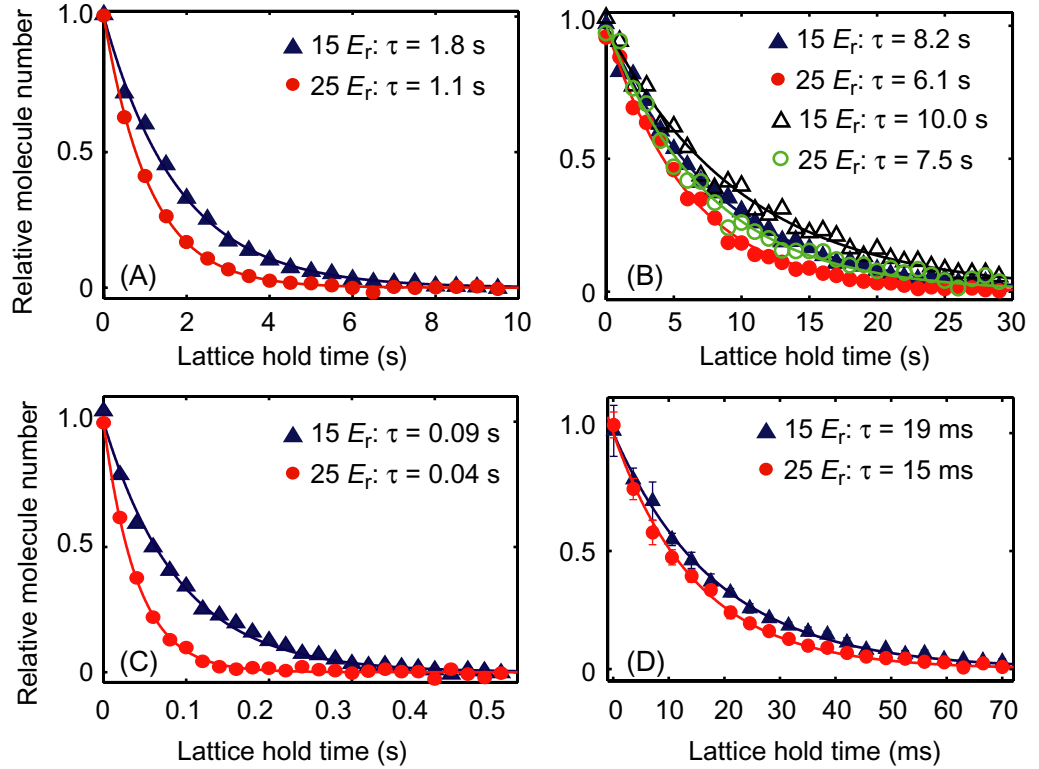 Relative molecule number
1.0
0.5
0
15 Er: τ = 1.8 s
25 Er: τ = 1.1 s
(A)
0 2 4 6 8 10
Lattice hold time (s)
1.0
0.5
0
15 Er: τ = 8.2 s
25 Er: τ = 6.1 s
15 Er: τ = 10.0 s
25 Er: τ = 7.5 s
(B)
0 5 10 15 20 25 30
Lattice hold time (s)
Relative molecule number
1.0
0.5
0
15 Er: τ = 0.09 s
25 Er: τ = 0.04 s
(C)
0 0.1 0.2 0.3 0.4 0.5
Lattice hold time (s)
1.0
0.5
0
15 Er: τ = 19 ms
25 Er: τ = 15 ms
(D)
0 10 20 30 40 50 60 70
Lattice hold time (ms)